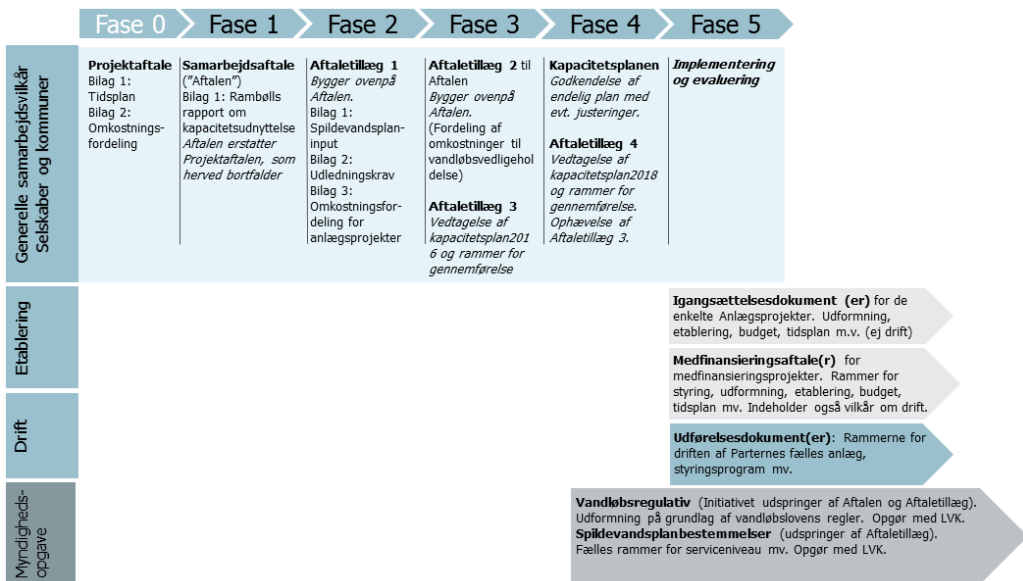 Fase 0
Fase 1
Fase 2
Fase 3
Fase 4
Fase 5
Generelle samarbejdsvilkår
Selskaber og kommuner
Projektaftale
Bilag 1:
Tidsplan
Bilag 2:
Omkostnings-
fordeling
Samarbejdsaftale
("Aftalen")
Bilag 1: Rambølls
rapport om
kapacitetsudnyttelse
Aftalen erstatter
Projektaftalen, som
herved bortfalder
Aftaletillæg 1
Bygger ovenpå
Aftalen.
Bilag 1:
Spildevandsplan-
input
Bilag 2:
Udledningskrav
Bilag 3:
Omkostningsfor-
deling for
anlægsprojekter
Aftaletillæg 2 til
Aftalen
Bygger ovenpå
Aftalen.
(Fordeling af
omkostninger til
vandløbsvedligehol
delse)
Aftaletillæg 3
Vedtagelse af
kapacitetsplan201
6 og rammer for
gennemførelse
Kapacitetsplanen
Godkendelse af
endelig plan med
evt. justeringer.
Aftaletillæg 4
Vedtagelse af
kapacitetsplan2018
og rammer for
gennemførelse.
Ophævelse af
Aftaletillæg 3.
Implementering
og evaluering
Etablering
Igangsættelsesdokument (er) for de
enkelte Anlægsprojekter. Udformning,
etablering, budget, tidsplan m.v. (ej drift)
Medfinansieringsaftale(r) for
medfinansieringsprojekter. Rammer for
styring, udformning, etablering, budget,
tidsplan mv. Indeholder også vilkår om drift.
Drift
Udførelsesdokument(er): Rammerne for
driften af Parternes fælles anlæg,
styringsprogram mv.
Myndigheds-
opgave
Vandløbsregulativ (Initiativet udspringer af Aftalen og Aftaletillæg).
Udformning på grundlag af vandløbslovens regler. Opgør med LVK.
Spildevandsplanbestemmelser (udspringer af Aftaletillæg).
Fælles rammer for serviceniveau mv. Opgør med LVK.